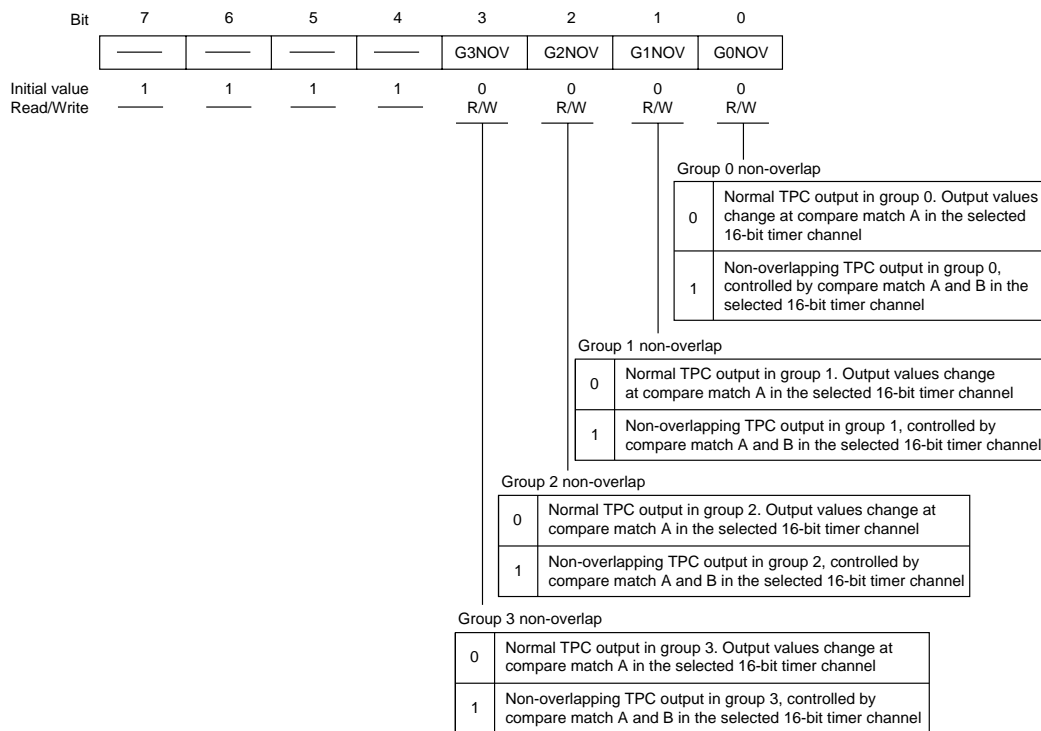 Bit 7 6 5 4 3 2 1 0
G3NOV G2NOV G1NOV G0NOV
Initial value 1 1 1 1 0 0 0 0
Read/Write R/W R/W R/W R/W
Group 0 non-overlap
0 Normal TPC output in group 0. Output values
change at compare match A in the selected
16-bit timer channel
1 Non-overlapping TPC output in group 0,
controlled by compare match A and B in the
selected 16-bit timer channel
Group 1 non-overlap
0 Normal TPC output in group 1. Output values change
at compare match A in the selected 16-bit timer channel
1 Non-overlapping TPC output in group 1, controlled by
compare match A and B in the selected 16-bit timer channel
Group 2 non-overlap
0 Normal TPC output in group 2. Output values change at
compare match A in the selected 16-bit timer channel
1 Non-overlapping TPC output in group 2, controlled by
compare match A and B in the selected 16-bit timer channel
Group 3 non-overlap
0 Normal TPC output in group 3. Output values change at
compare match A in the selected 16-bit timer channel
1 Non-overlapping TPC output in group 3, controlled by
compare match A and B in the selected 16-bit timer channel